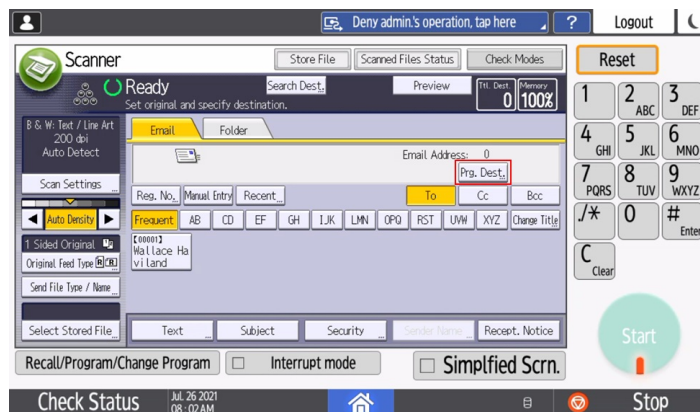 Deny admin.'s operation, tap here
?
Logout
Scanner
Store File
Scanned Files Status
Check Modes
Reset
Ready
Search Dest.
Preview
Ttl. Dest. Memory
0 100%
Set original and specify destination.
1
2 ABC
3 DEF
B & W: Text / Line Art
200 dpi
Auto Detect
Email
Folder
4 GHI
5 JKL
6 MNO
Email Address: 0
Prg. Dest.
Scan Settings
Reg. No.
Manual Entry
Recent
To
Cc
Bcc
7 PQRS
8 TUV
9 WXYZ
Auto Density
Frequent
AB
CD
EF
GH
IJK
LMN
OPQ
RST
UVW
XYZ
Change Title
./*
0
#
Enter
1 Sided Original
[00001]
Wallace Ha
viland
Original Feed Type
C
Clear
Send File Type / Name
Select Stored File
Text
Subject
Security
Sender Name
Recept. Notice
Start
Recall/Program/Change Program
Interrupt mode
Simplfied Scrn.
Check Status
Jul. 26 2021
08:02AM
Stop